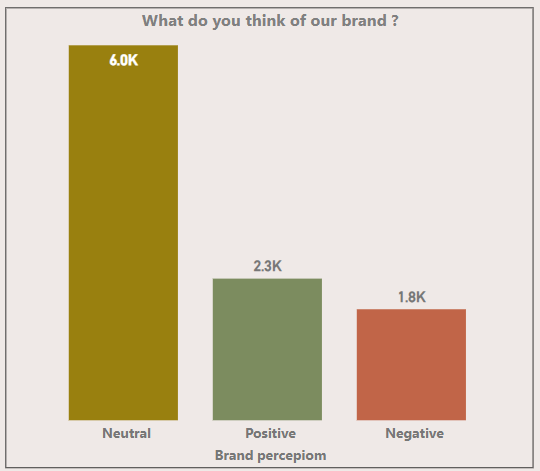 What do you think of our brand ?
6.0K
2.3K
1.8K
Neutral Positive Negative
Brand percepiom